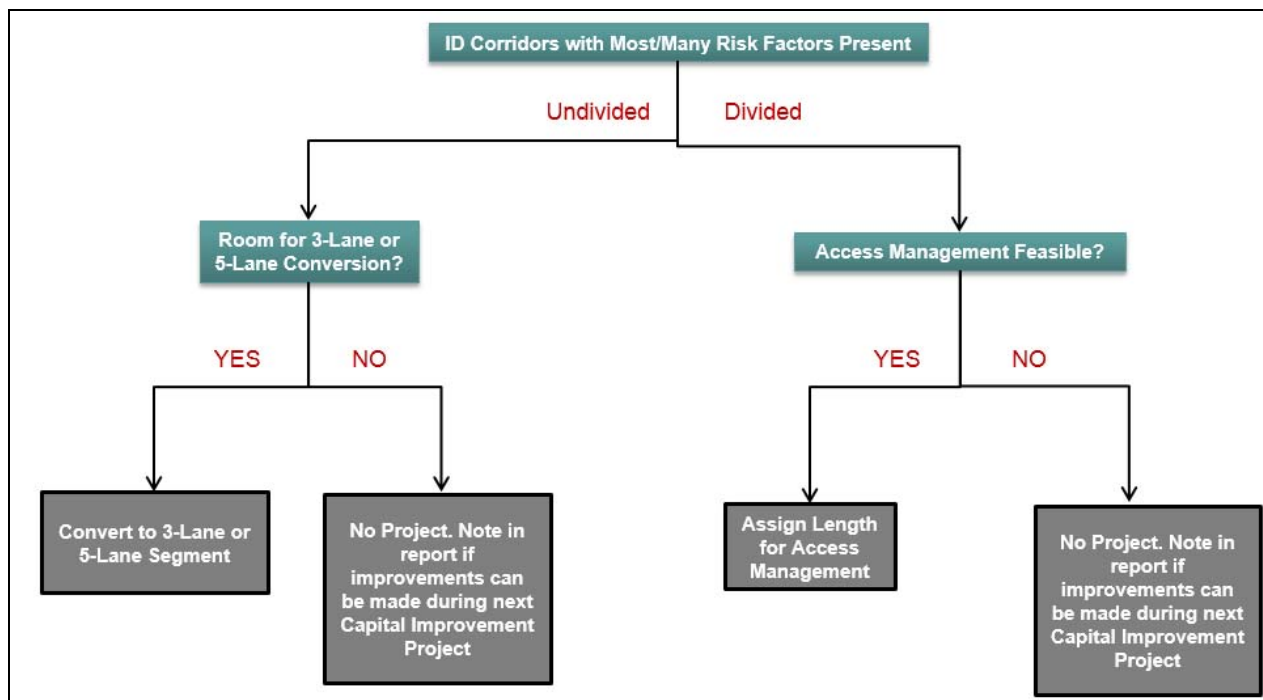 ID Corridors with Most/Many Risk Factors Present
Undivided
Divided
Room for 3-Lane or
5-Lane Conversion?
Access Management Feasible?
YES
NO
YES
NO
Convert to 3-Lane or
5-Lane Segment
No Project. Note in
report if
improvements can
be made during next
Capital Improvement
Project
Assign Length
for Access
Management
No Project. Note in
report if
improvements can
be made during next
Capital Improvement
Project